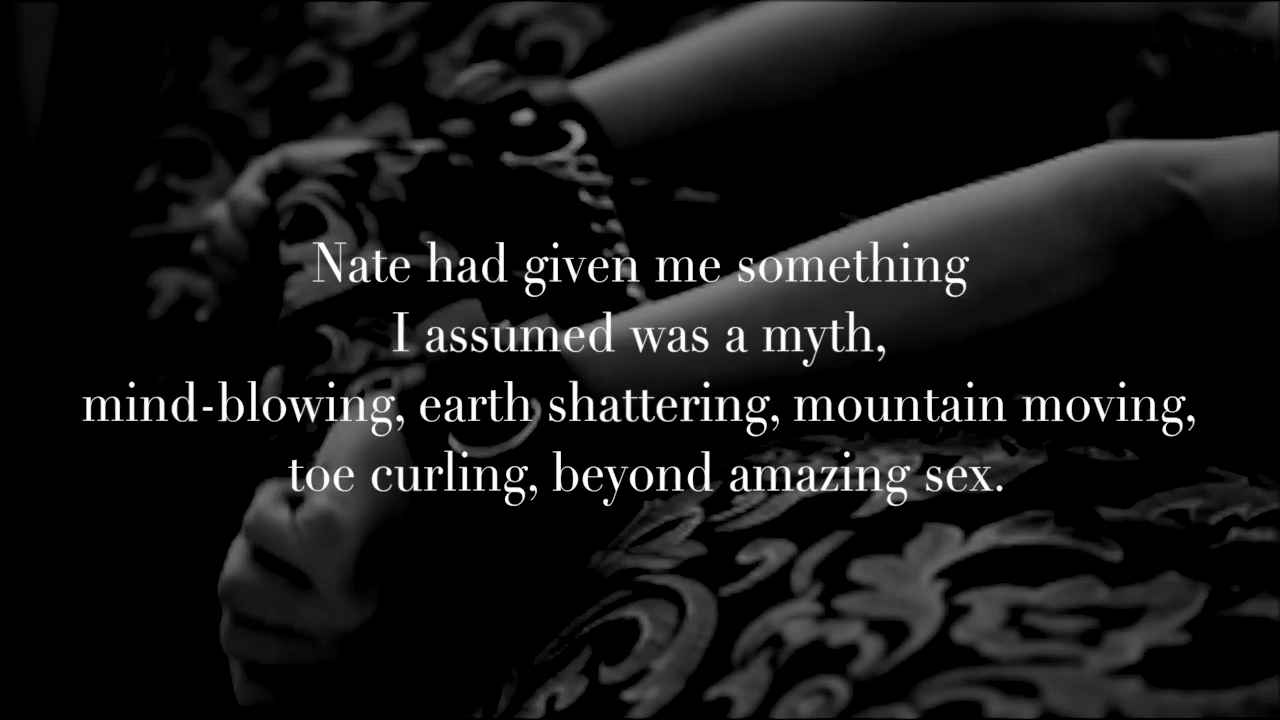 Nate had given me something
I assumed was a myth,
mind-blowing, earth shattering, mountain moving,
toe curling, beyond amazing sex.